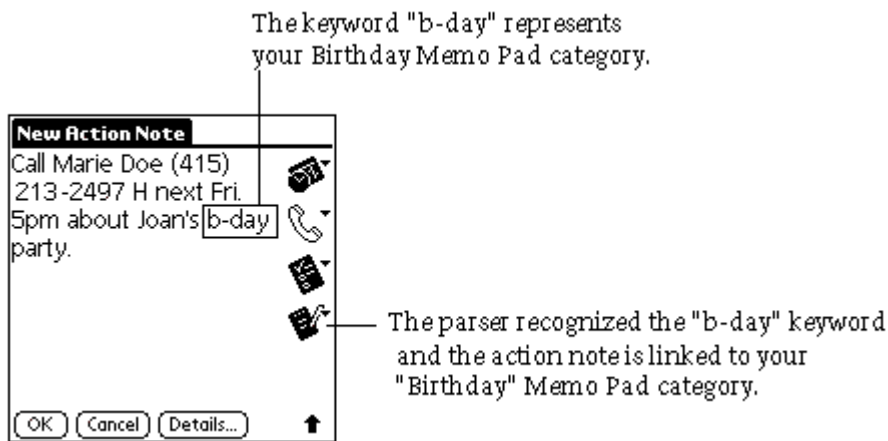 The keyword "b-day" represents
your Birthday Memo Pad category.
New Action Note
Call Marie Doe (415)
213-2497 H next Fri.
5pm about Joan's b-day
party.
The parser recognized the "b-day" keyword
and the action note is linked to your
"Birthday" Memo Pad category.
OK Cancel Details...